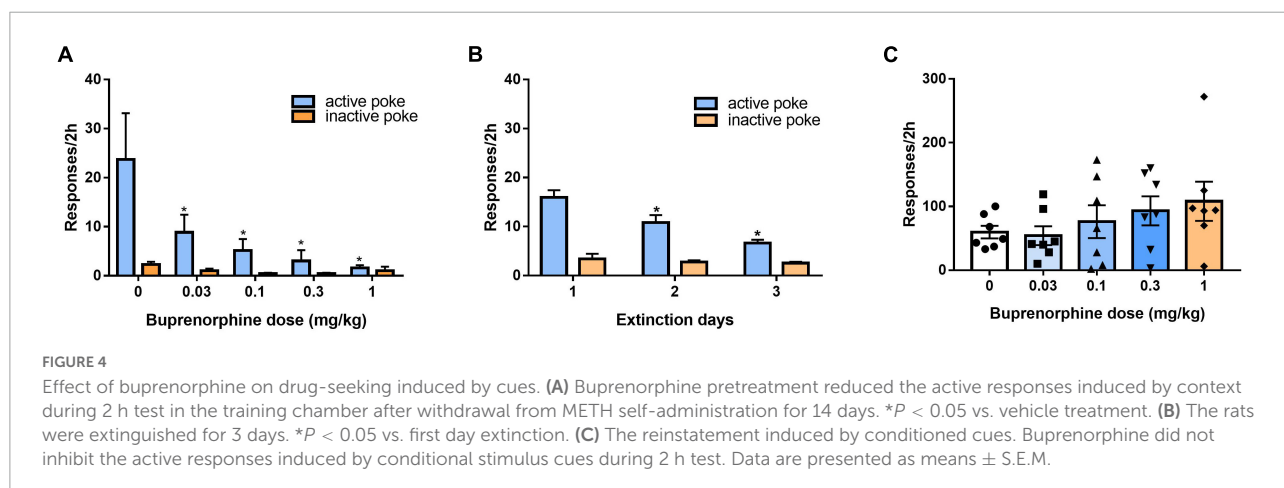 A
40
30
20
10
0
Responses/2h
active poke
inactive poke
*
*
*
*
0 0.03 0.1 0.3 1
Buprenorphine dose (mg/kg)
B
40
30
20
10
0
Responses/2h
active poke
inactive poke
*
*
1 2 3
Extinction days
C
300
200
100
0
Responses/2h
0 0.03 0.1 0.3 1
Buprenorphine dose (mg/kg)
FIGURE 4
Effect of buprenorphine on drug-seeking induced by cues. (A) Buprenorphine pretreatment reduced the active responses induced by context
during 2 h test in the training chamber after withdrawal from METH self-administration for 14 days. *P < 0.05 vs. vehicle treatment. (B) The rats
were extinguished for 3 days. *P < 0.05 vs. first day extinction. (C) The reinstatement induced by conditioned cues. Buprenorphine did not
inhibit the active responses induced by conditional stimulus cues during 2 h test. Data are presented as means ± S.E.M.